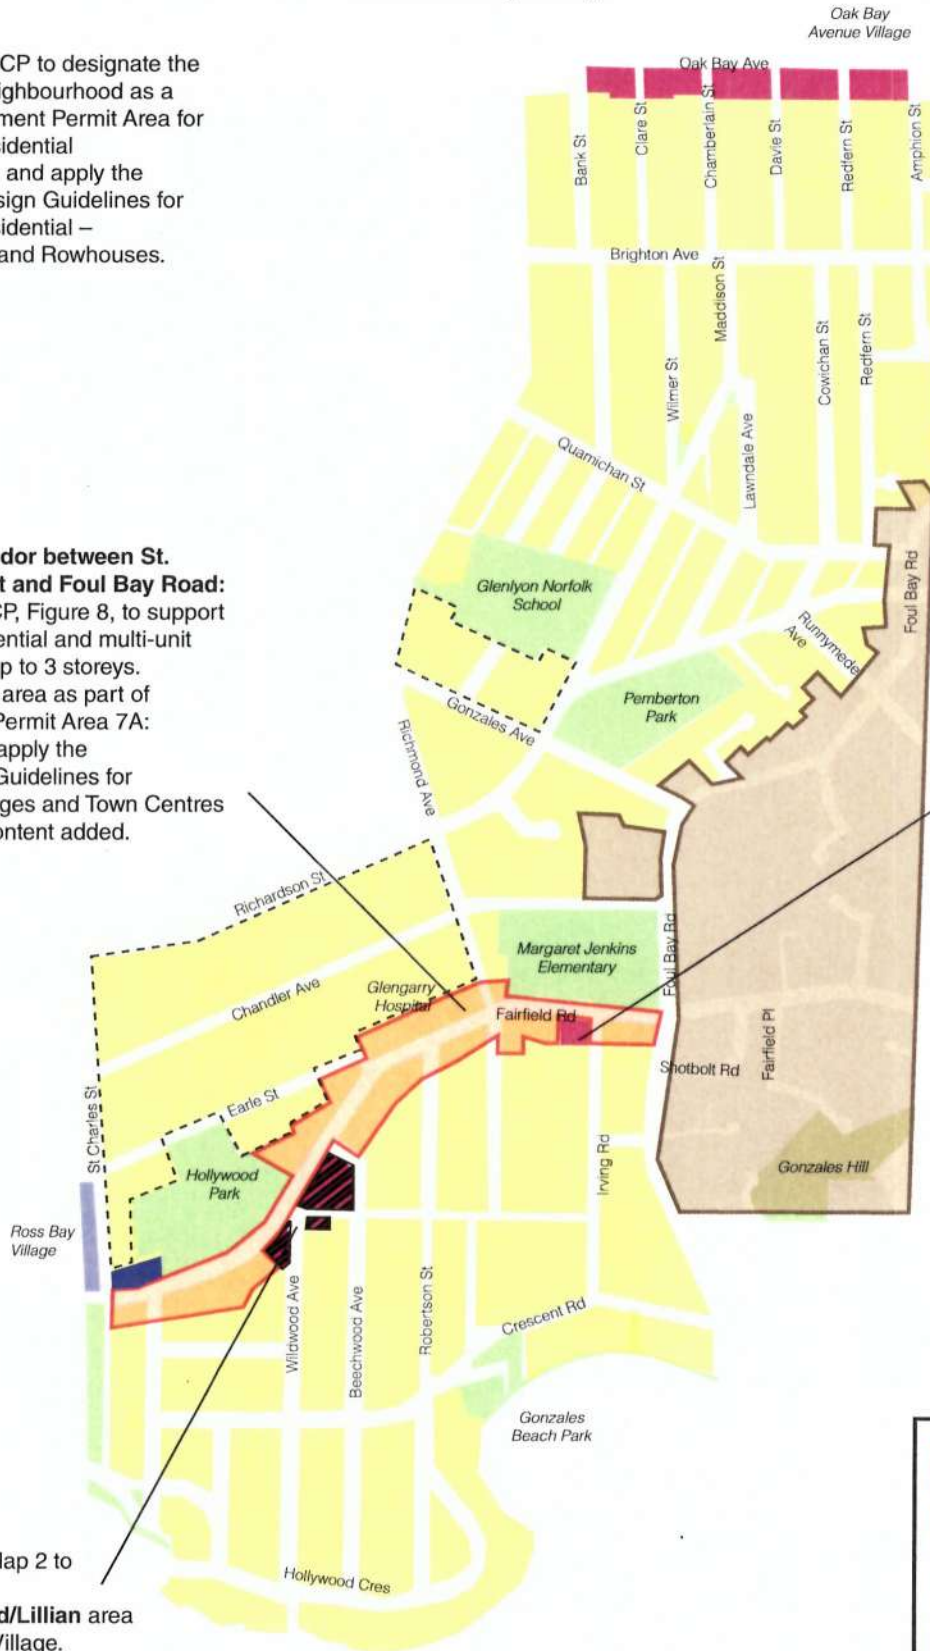 Oak Bay
Avenue Village
CP to designate the
ighbourhood as a
ment Permit Area for
sidential
and apply the
sign Guidelines for
sidential –
and Rowhouses.
Oak Bay Ave
Bank St
Clare St
Chamberlain St
Davie St
Redfern St
Amphion St
Brighton Ave
Maddison St
Wilmer St
Cowichan St
Redfern St
Lawndale Ave
Quamichan St
dor between St.
t and Foul Bay Road:
CP, Figure 8, to support
ential and multi-unit
p to 3 storeys.
area as part of
Permit Area 7A:
apply the
Guidelines for
ges and Town Centres
ontent added.
Glenlyon Norfolk
School
Foul Bay Rd
Runnymede
Ave
Pemberton
Park
Gonzales Ave
Richmond Ave
Richardson St
Margaret Jenkins
Elementary
Foul Bay Rd
Chandler Ave
Glengarry
Hospital
Fairfield Rd
Fairfield Pl
Shotbolt Rd
St Charles St
Earle St
Hollywood
Park
Irving Rd
Gonzales Hill
Ross Bay
Village
Wildwood Ave
Beechwood Ave
Robertson St
Crescent Rd
Gonzales
Beach Park
Hollywood Cres
Map 2 to
d/Lillian area
Village.